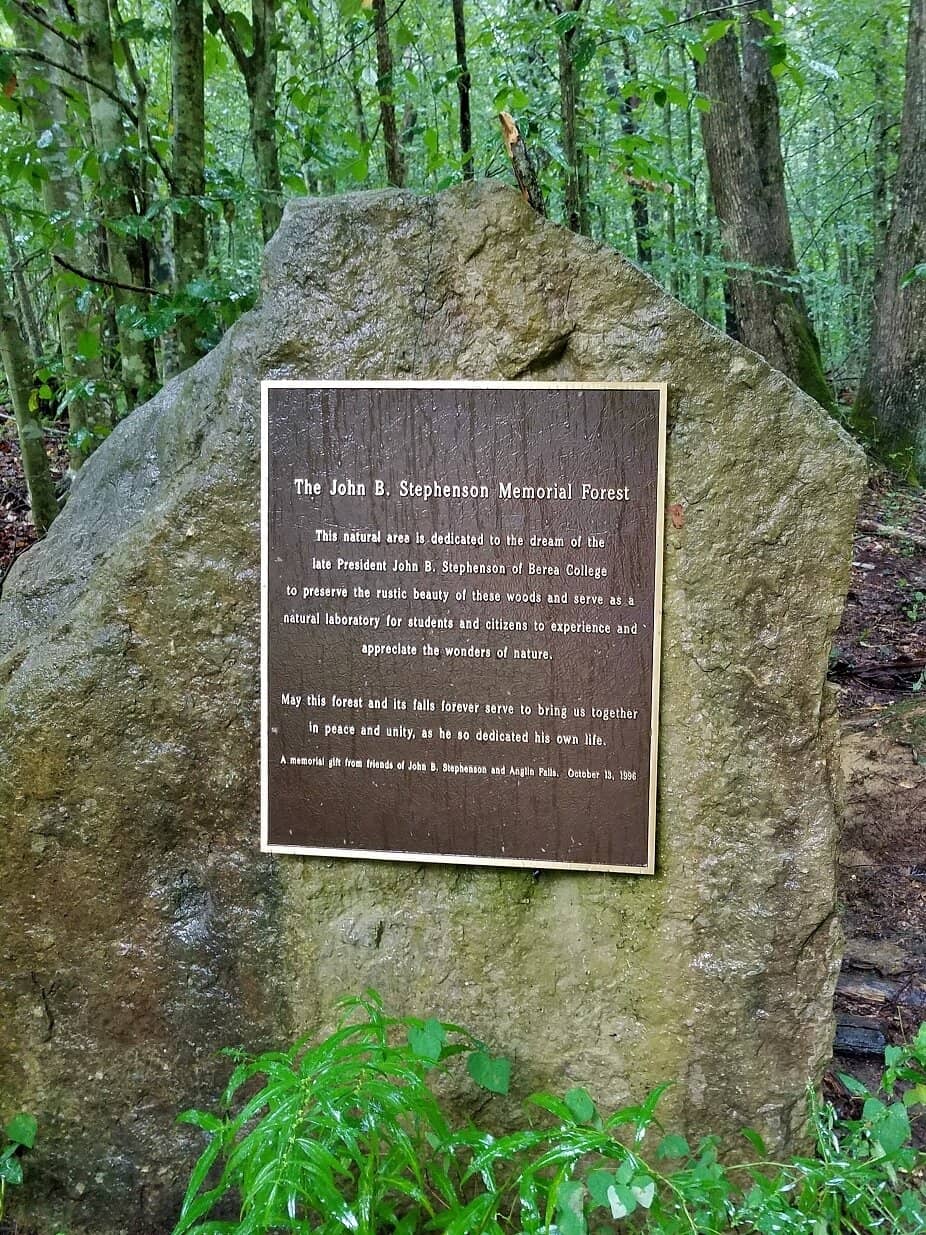 The John B. Stephenson Memorial Forest
This natural area is dedicated to the dream of the
late President John B. Stephenson of Berea College
to preserve the rustic beauty of these woods and serve as a
natural laboratory for students and citizens to experience and
appreciate the wonders of nature.
May this forest and its falls forever serve to bring us together
in peace and unity, as he so dedicated his own life.
A memorial gift from friends of John B. Stephenson and Anglin Falls. October 13, 1996